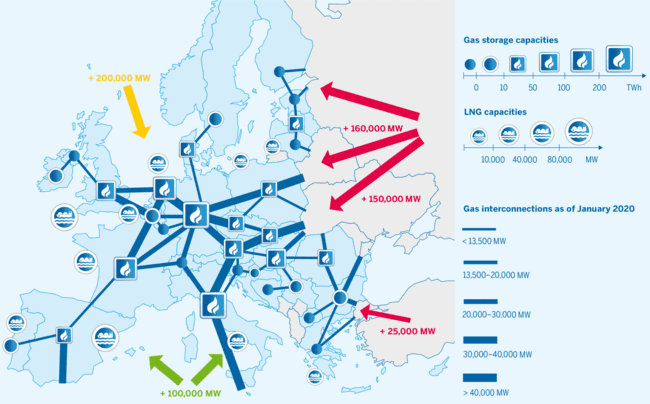 + 200,000 MW
+ 160,000 MW
+ 150,000 MW
+ 25,000 MW
+ 100,000 MW
Gas storage capacities
0 10 50 100 200 TWh
LNG capacities
10.000 40.000 80.000 MW
Gas interconnections as of January 2020
< 13,500 MW
13,500–20,000 MW
20,000–30,000 MW
30,000–40,000 MW
> 40,000 MW